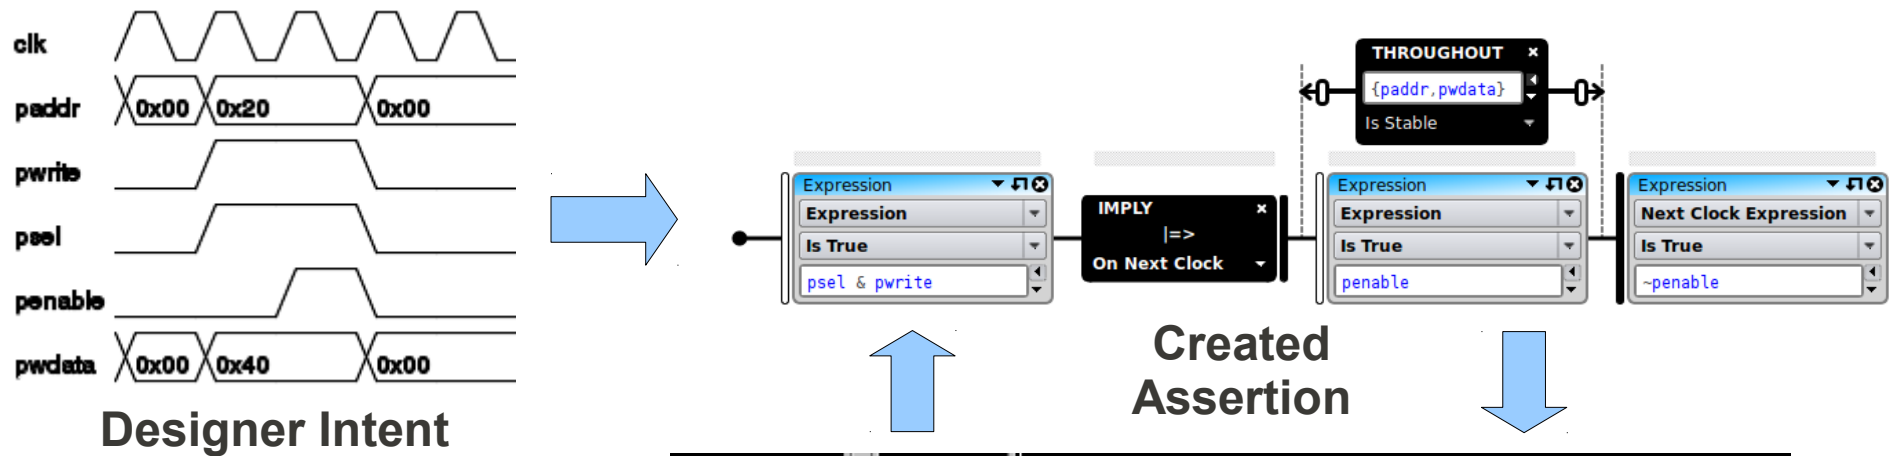 clk
paddr 0x00 0x20 0x00
pwrite
psel
penable
pwdata 0x00 0x40 0x00
Designer Intent
THROUGHOUT ×
{paddr,pwdata}
Is Stable
Expression
Expression
Is True
psel & pwrite
IMPLY ×
|=>
On Next Clock
Expression
Expression
Is True
penable
Expression
Next Clock Expression
Is True
~penable
Created
Assertion